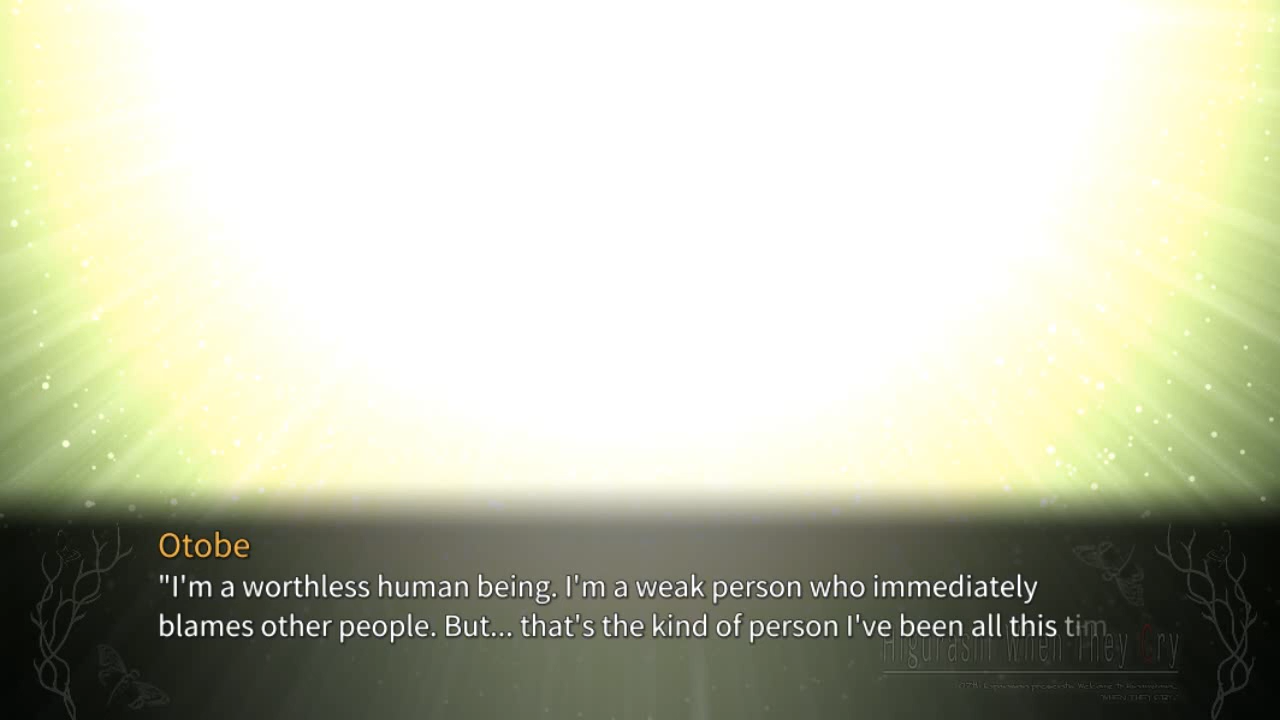 Otobe
"I'm a worthless human being. I'm a weak person who immediately
blames other people. But... that's the kind of person I've been all this tim
Higurashi When They Cry